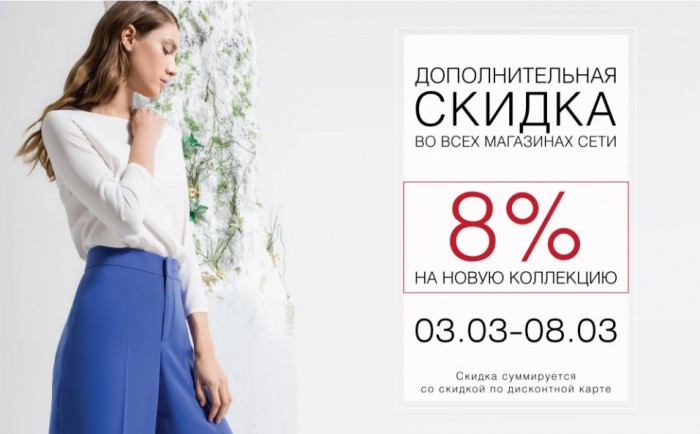 ДОПОЛНИТЕЛЬНАЯ
СКИДКА
ВО ВСЕХ МАГАЗИНАХ СЕТИ
8%
НА НОВУЮ КОЛЛЕКЦИЮ
03.03-08.03
Скидка суммируется
со скидкой по дисконтной карте